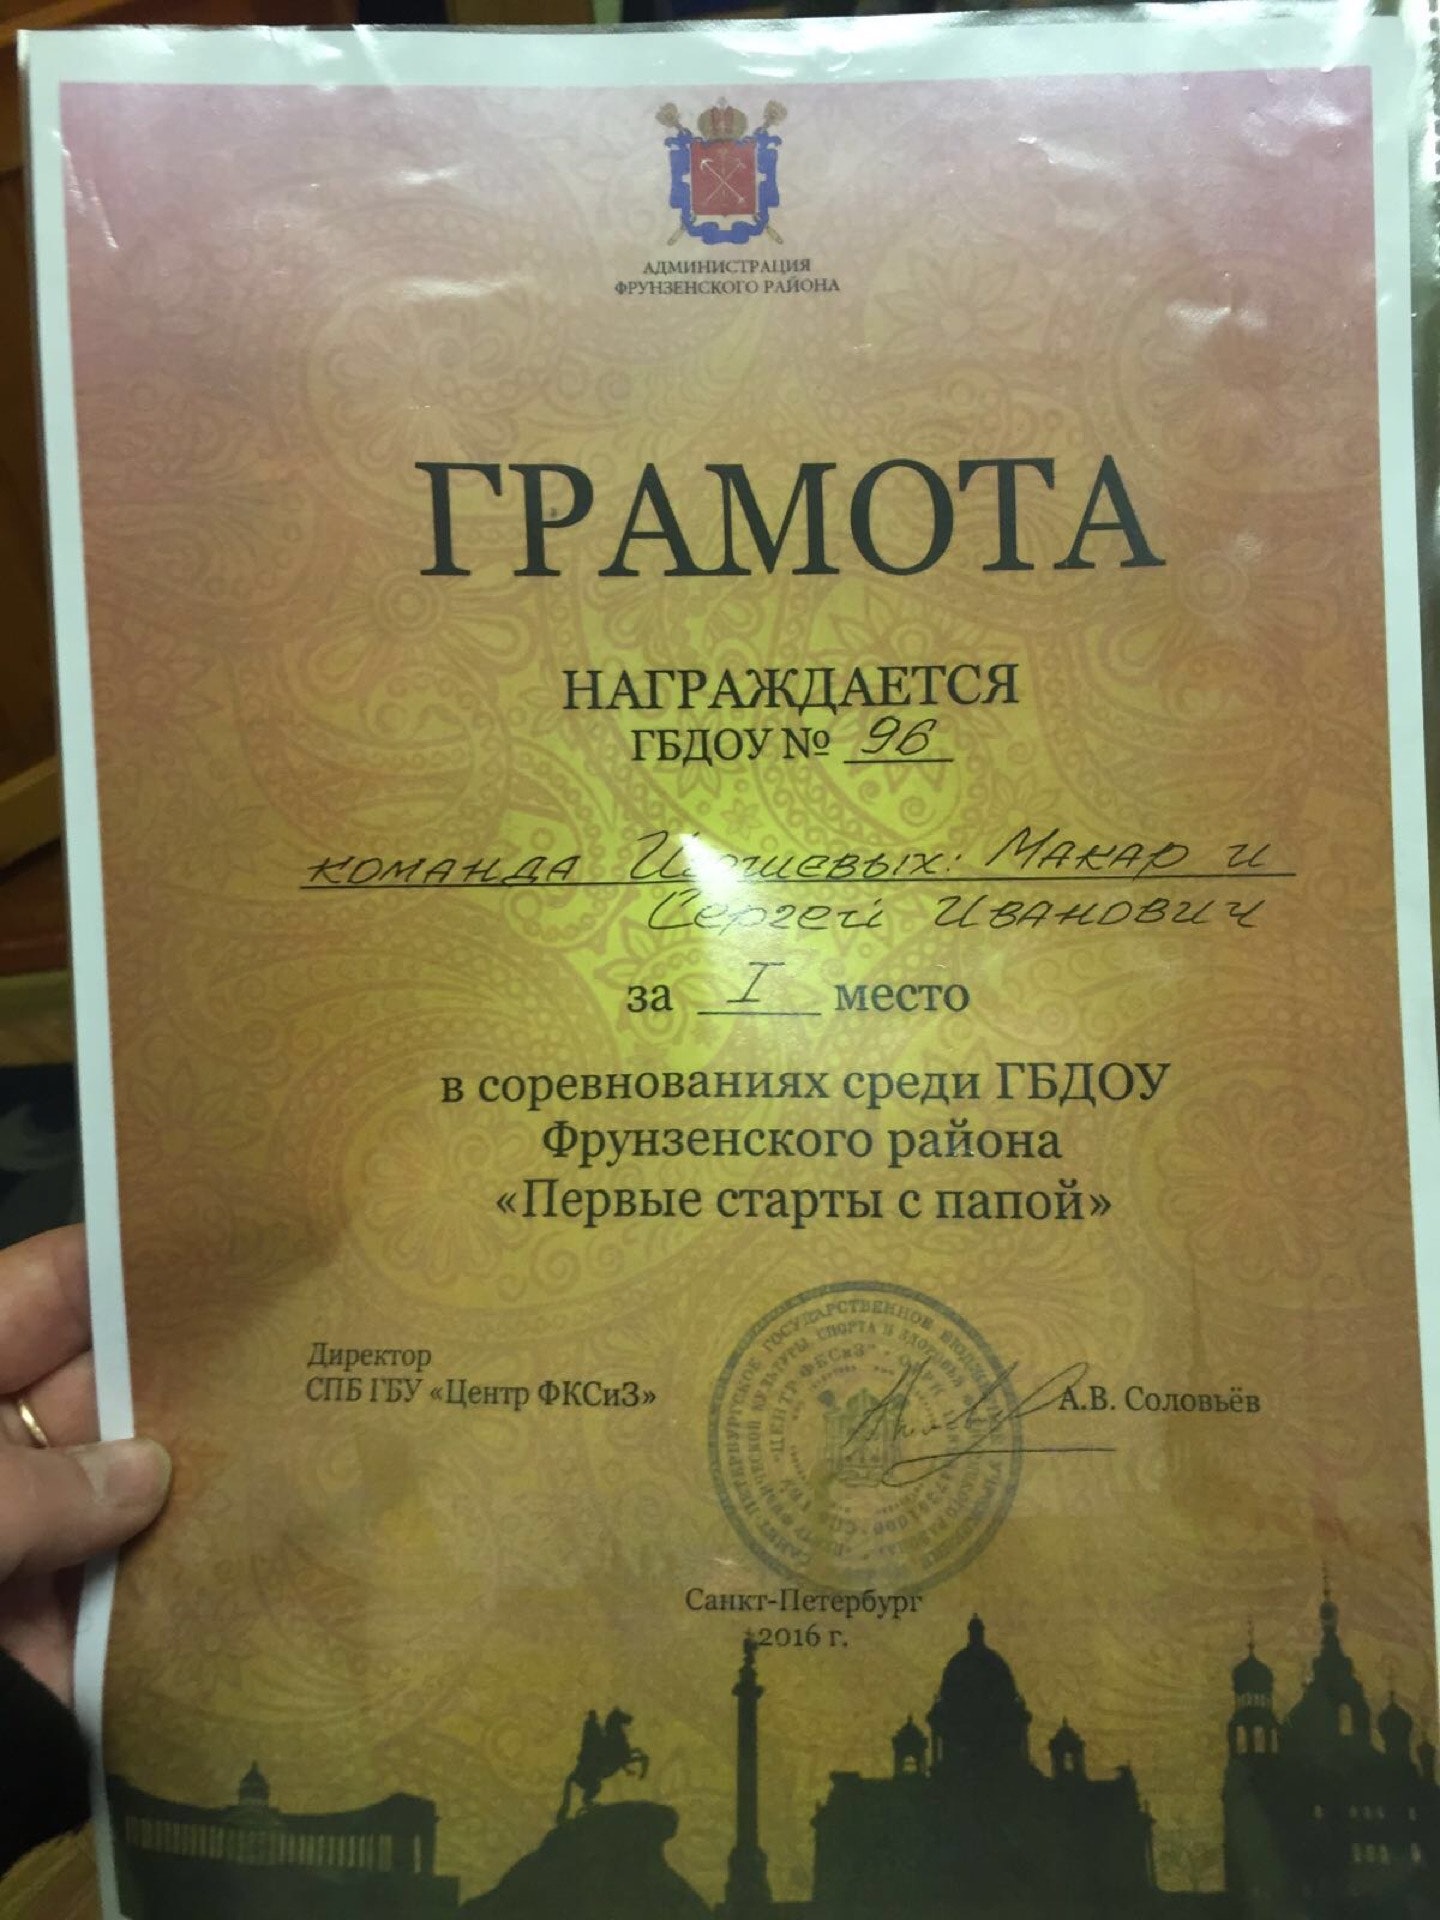 АДМИНИСТРАЦИЯ
ФРУНЗЕНСКОГО РАЙОНА
ГРАМОТА
НАГРАЖДАЕТСЯ
ГБДОУ № 96
команда : Макар и
Сергей Иванович
за I место
в соревнованиях среди ГБДОУ
Фрунзенского района
«Первые старты с папой»
Директор
СПБ ГБУ «Центр ФКСиЗ»
А.В. Соловьёв
Санкт-Петербург
2016 г.